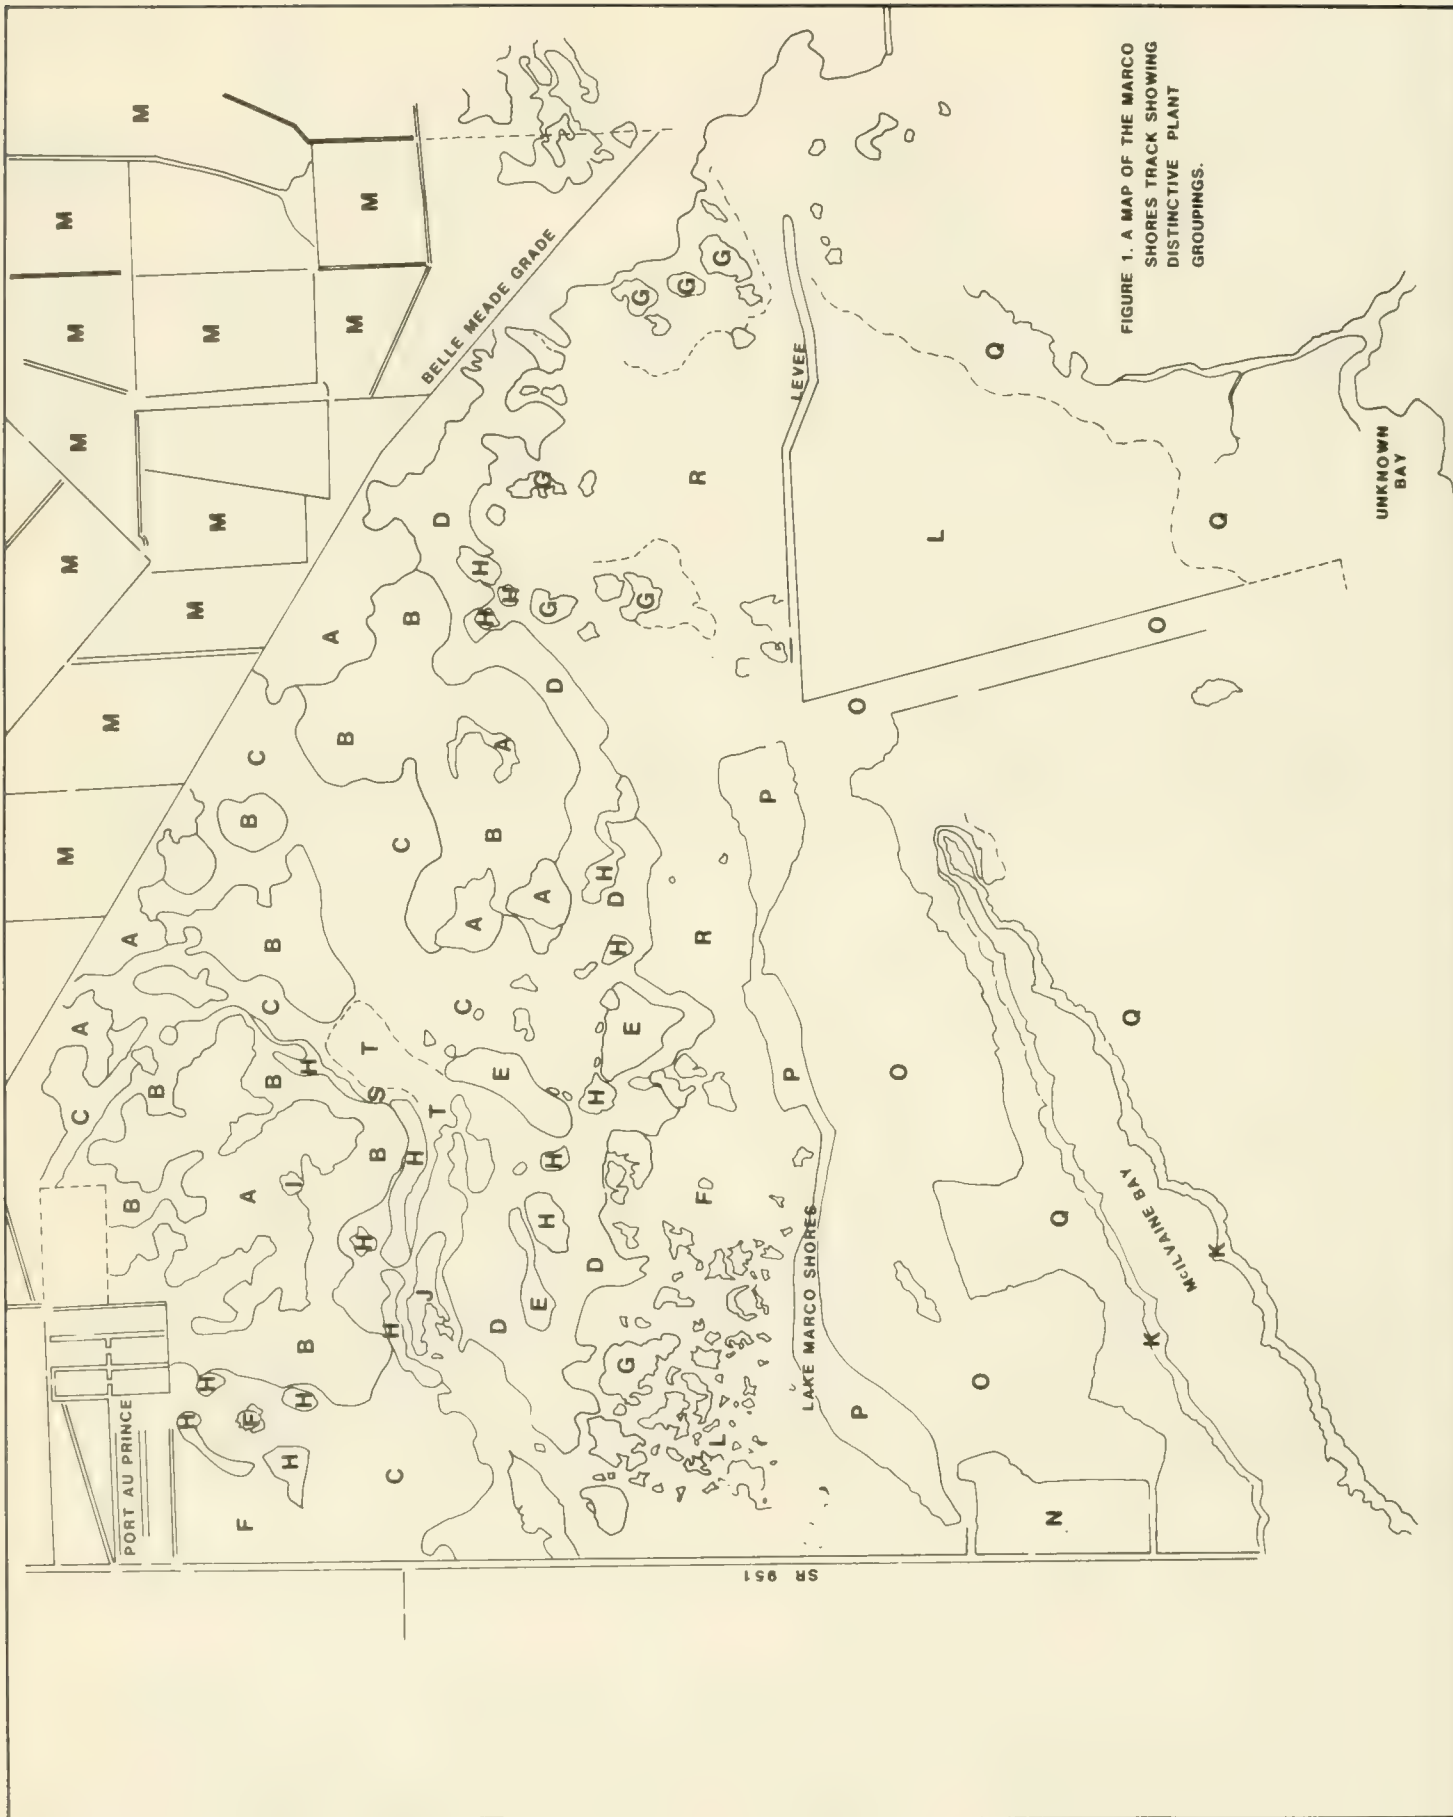 M
M
M
M
M
A
C
M
PORT AU PRINCE
A
B
M
B
H
M
H
M
M
F
A
B
F
C
C
B
B
H
I
H
B
H
A
B
M
H
M
T
S
B
H
C
C
B
H
J
T
D
C
A
H
H
BELLE MEADE GRADE
B
D
E
A
H
E
G
A
H
G
H
D
D
H
H
D
H
G
E
G
G
G
R
R
F
L
G
P
SR 951
P
LEVEE
LAKE MARCO SHORES
O
P
O
L
O
Q
N
Q
Q
K
O
McILVAINE BAY
K
Q
FIGURE 1. A MAP OF THE MARCO
SHORES TRACK SHOWING
DISTINCTIVE PLANT
GROUPINGS.
UNKNOWN
BAY